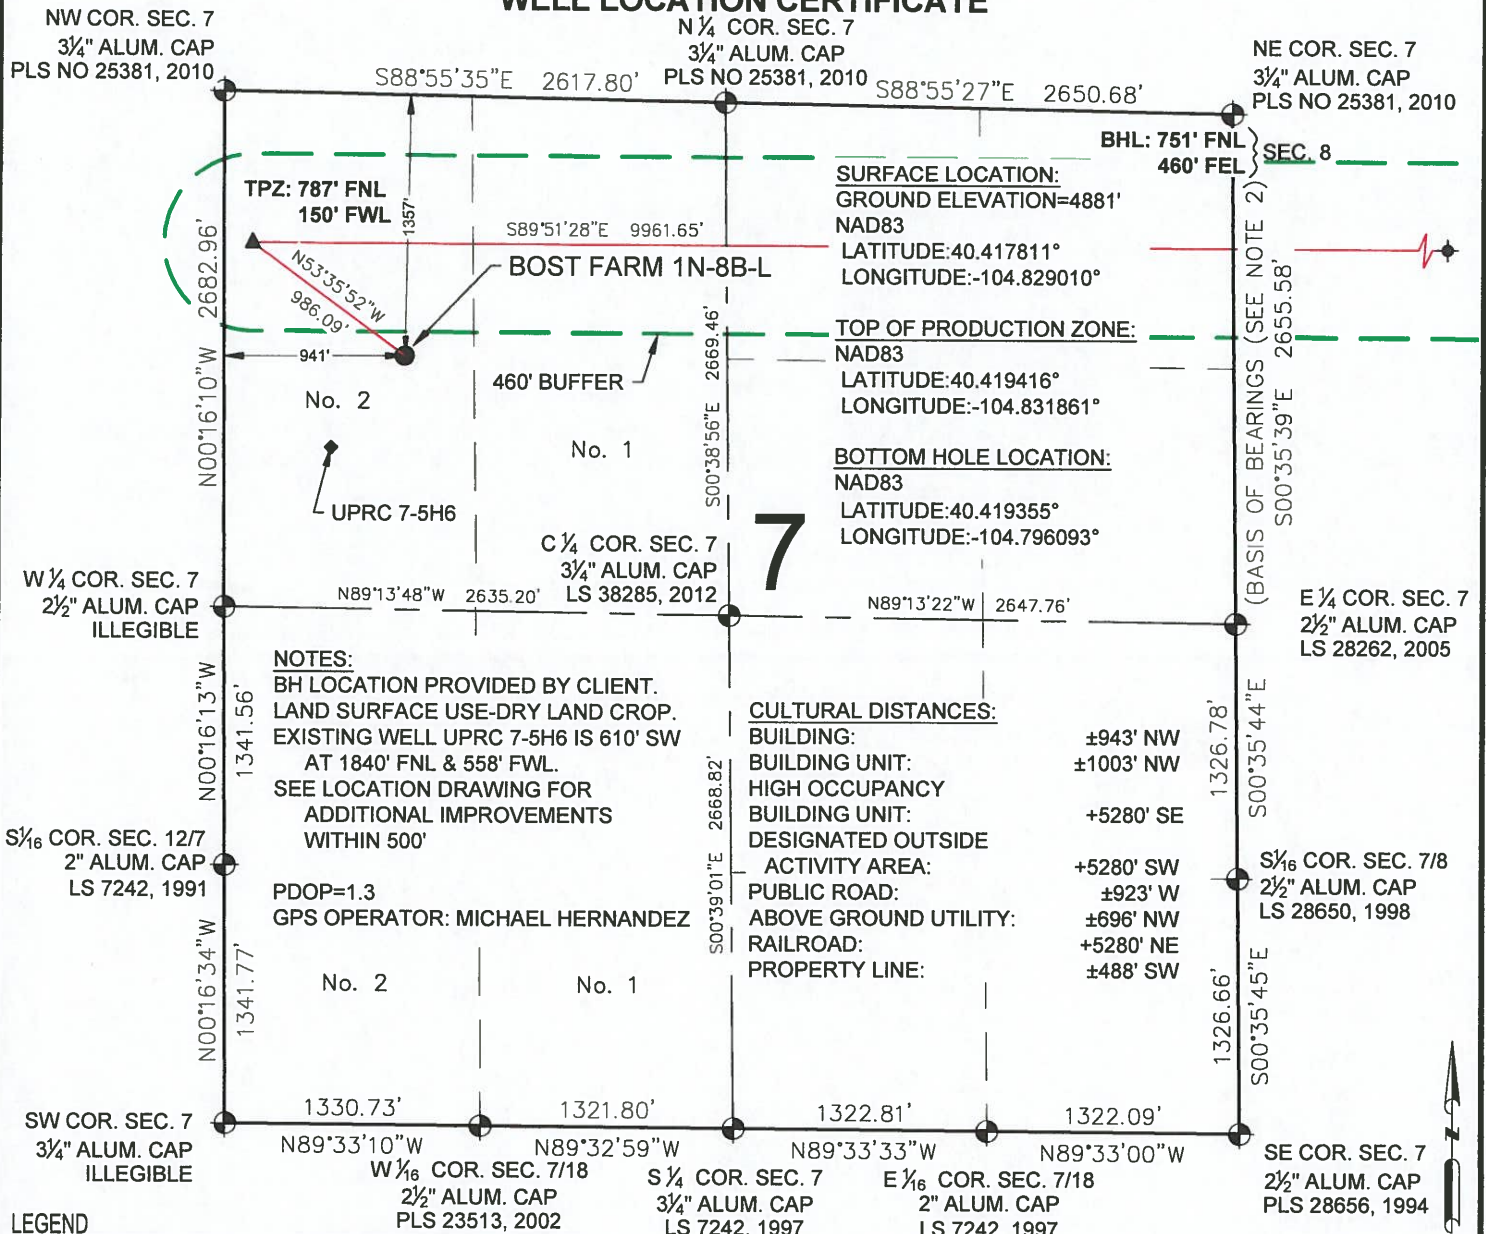 WELL LOCATION CERTIFICATE
NW COR. SEC. 7
3¼" ALUM. CAP
PLS NO 25381, 2010
N ¼ COR. SEC. 7
3¼" ALUM. CAP
PLS NO 25381, 2010
NE COR. SEC. 7
3¼" ALUM. CAP
PLS NO 25381, 2010
S88°55'35"E 2617.80'
S88°55'27"E 2650.68'
BHL: 751' FNL
460' FEL
SEC. 8
TPZ: 787' FNL
150' FWL
1357'
S89°51'28"E 9961.65'
N53°35'52"W
986.09'
BOST FARM 1N-8B-L
941'
460' BUFFER
No. 2
No. 1
UPRC 7-5H6
N00°16'10"W 2682.96'
S00°38'56"E 2669.46'
SURFACE LOCATION:
GROUND ELEVATION=4881'
NAD83
LATITUDE:40.417811°
LONGITUDE:-104.829010°
TOP OF PRODUCTION ZONE:
NAD83
LATITUDE:40.419416°
LONGITUDE:-104.831861°
BOTTOM HOLE LOCATION:
NAD83
LATITUDE:40.419355°
LONGITUDE:-104.796093°
(BASIS OF BEARINGS (SEE NOTE 2)
S00°35'39"E 2655.58'
7
C ¼ COR. SEC. 7
3¼" ALUM. CAP
LS 38285, 2012
W ¼ COR. SEC. 7
2½" ALUM. CAP
ILLEGIBLE
N89°13'48"W 2635.20'
N89°13'22"W 2647.76'
E ¼ COR. SEC. 7
2½" ALUM. CAP
LS 28262, 2005
NOTES:
BH LOCATION PROVIDED BY CLIENT.
LAND SURFACE USE-DRY LAND CROP.
EXISTING WELL UPRC 7-5H6 IS 610' SW
AT 1840' FNL & 558' FWL.
SEE LOCATION DRAWING FOR
ADDITIONAL IMPROVEMENTS
WITHIN 500'
PDOP=1.3
GPS OPERATOR: MICHAEL HERNANDEZ
CULTURAL DISTANCES:
BUILDING: ±943' NW
BUILDING UNIT: ±1003' NW
HIGH OCCUPANCY
BUILDING UNIT: +5280' SE
DESIGNATED OUTSIDE
ACTIVITY AREA: +5280' SW
PUBLIC ROAD: ±923' W
ABOVE GROUND UTILITY: ±696' NW
RAILROAD: +5280' NE
PROPERTY LINE: ±488' SW
N00°16'13"W
1341.56'
S00°39'01"E 2668.82'
1326.78'
S00°35'44"E
S1⁄16 COR. SEC. 12/7
2" ALUM. CAP
LS 7242, 1991
S1⁄16 COR. SEC. 7/8
2½" ALUM. CAP
LS 28650, 1998
N00°16'34"W
1341.77'
No. 2
No. 1
1326.66'
S00°35'45"E
N
SW COR. SEC. 7
3¼" ALUM. CAP
ILLEGIBLE
1330.73'
N89°33'10"W
1321.80'
N89°32'59"W
1322.81'
N89°33'33"W
1322.09'
N89°33'00"W
W 1⁄16 COR. SEC. 7/18
2½" ALUM. CAP
PLS 23513, 2002
S ¼ COR. SEC. 7
3¼" ALUM. CAP
LS 7242, 1997
E 1⁄16 COR. SEC. 7/18
2" ALUM. CAP
LS 7242, 1997
SE COR. SEC. 7
2½" ALUM. CAP
PLS 28656, 1994
LEGEND